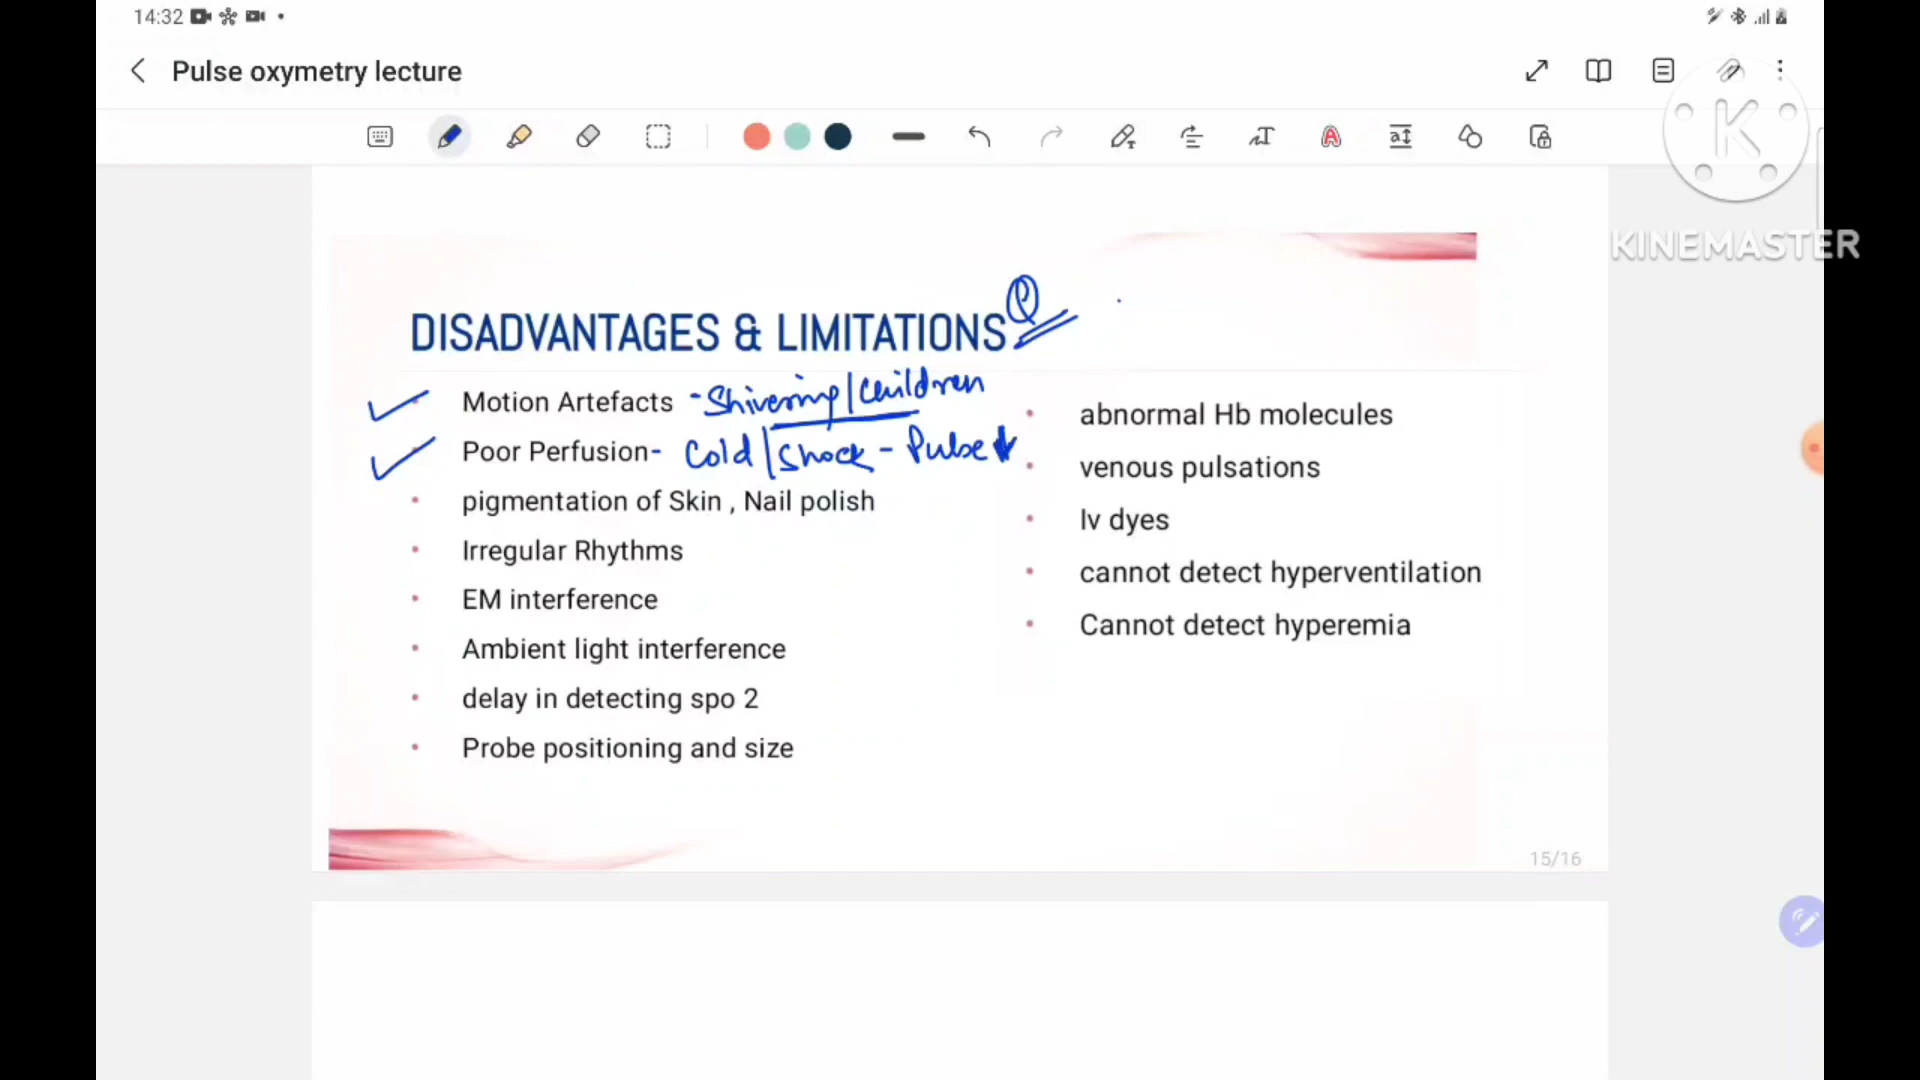 14:32
Pulse oxymetry lecture
KINEMASTER
DISADVANTAGES & LIMITATIONS Q
Motion Artefacts - Shivering | Children
Poor Perfusion- Cold | Shock - Pulse ↓
pigmentation of Skin , Nail polish
Irregular Rhythms
EM interference
Ambient light interference
delay in detecting spo 2
Probe positioning and size
abnormal Hb molecules
venous pulsations
Iv dyes
cannot detect hyperventilation
Cannot detect hyperemia
15/16